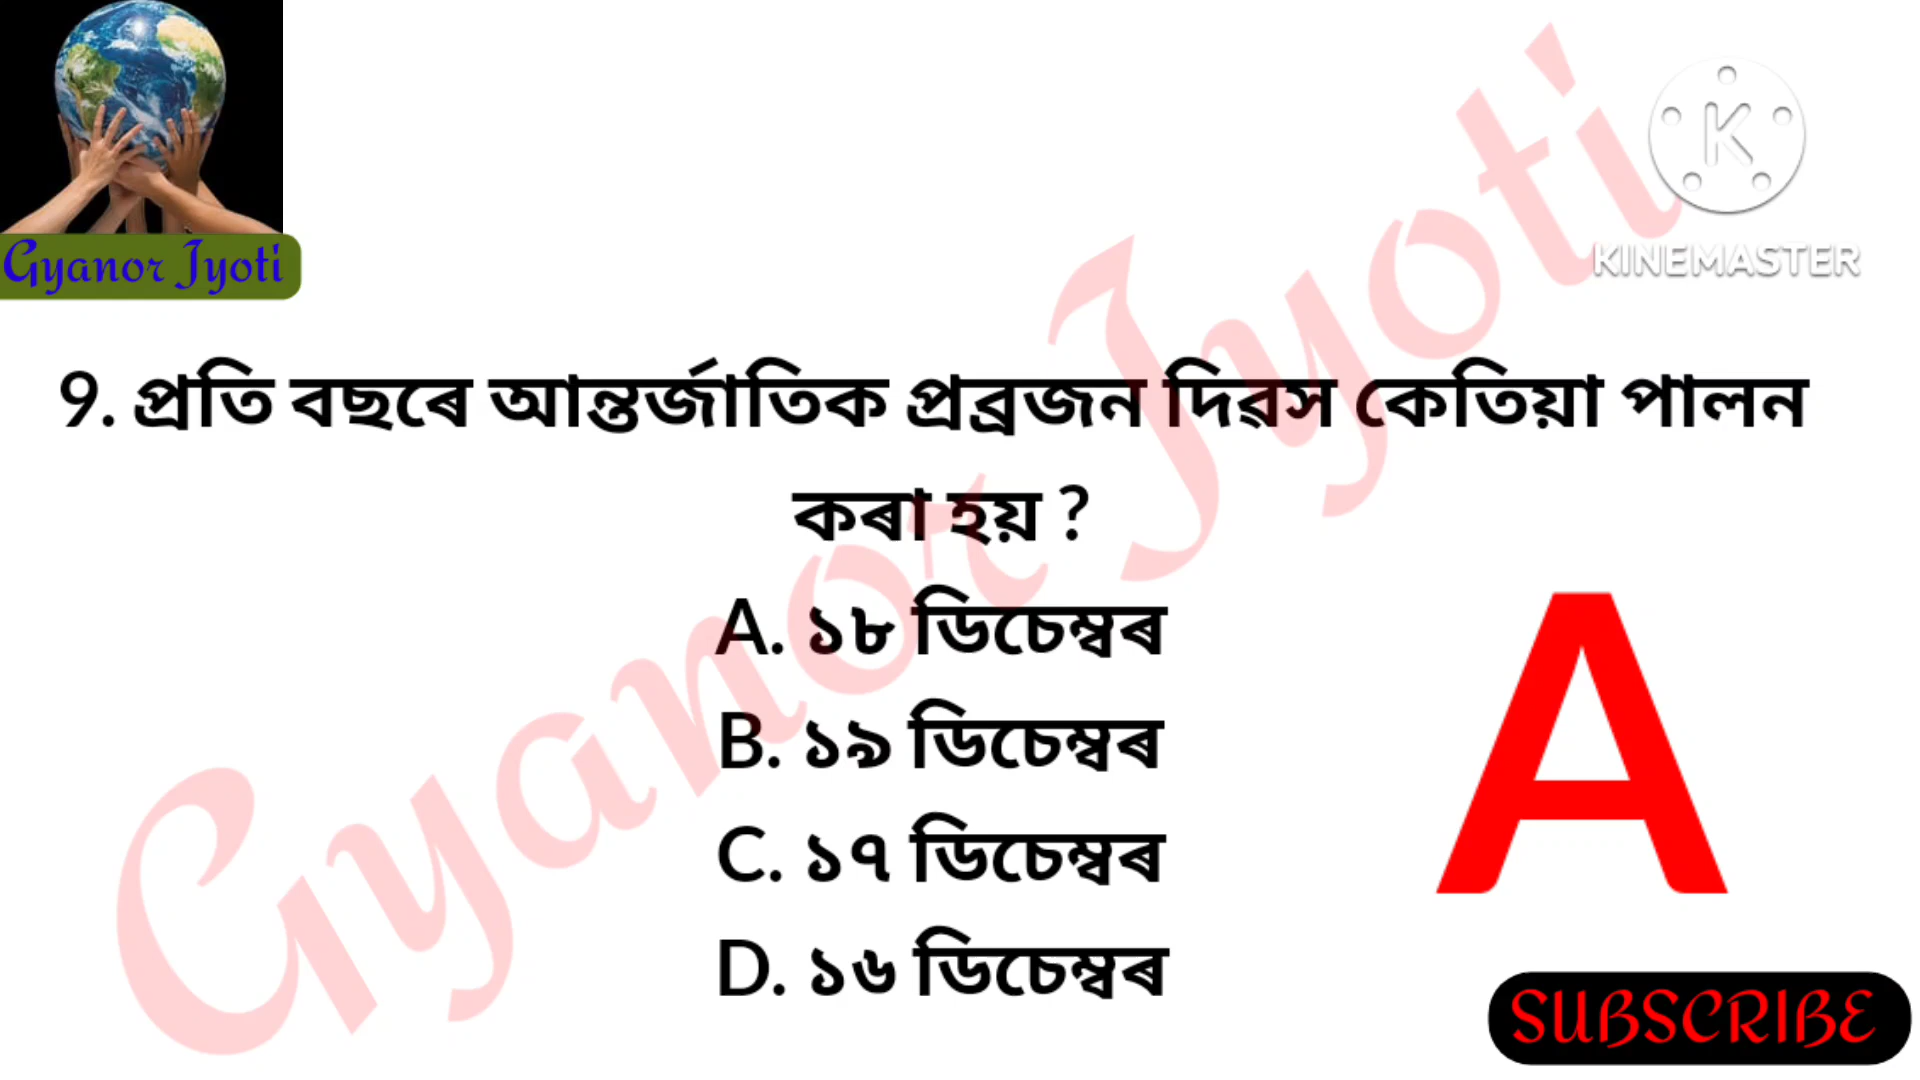 Gyanor Jyoti
KINEMASTER
9. প্ৰতি বছৰে আন্তৰ্জাতিক প্ৰব্ৰজন দিৱস কেতিয়া পালন
কৰা হয় ?
A. ১৮ ডিচেম্বৰ
B. ১৯ ডিচেম্বৰ
C. ১৭ ডিচেম্বৰ
D. ১৬ ডিচেম্বৰ
A
Gyanor Jyoti
SUBSCRIBE